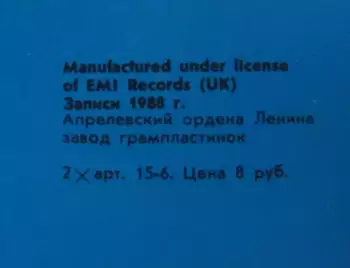 Manufactured under license
of EMI Records (UK)
Записи 1988 г.
Апрелевский ордена Ленина
завод грампластинок
2 × арт. 15-6. Цена 8 руб.